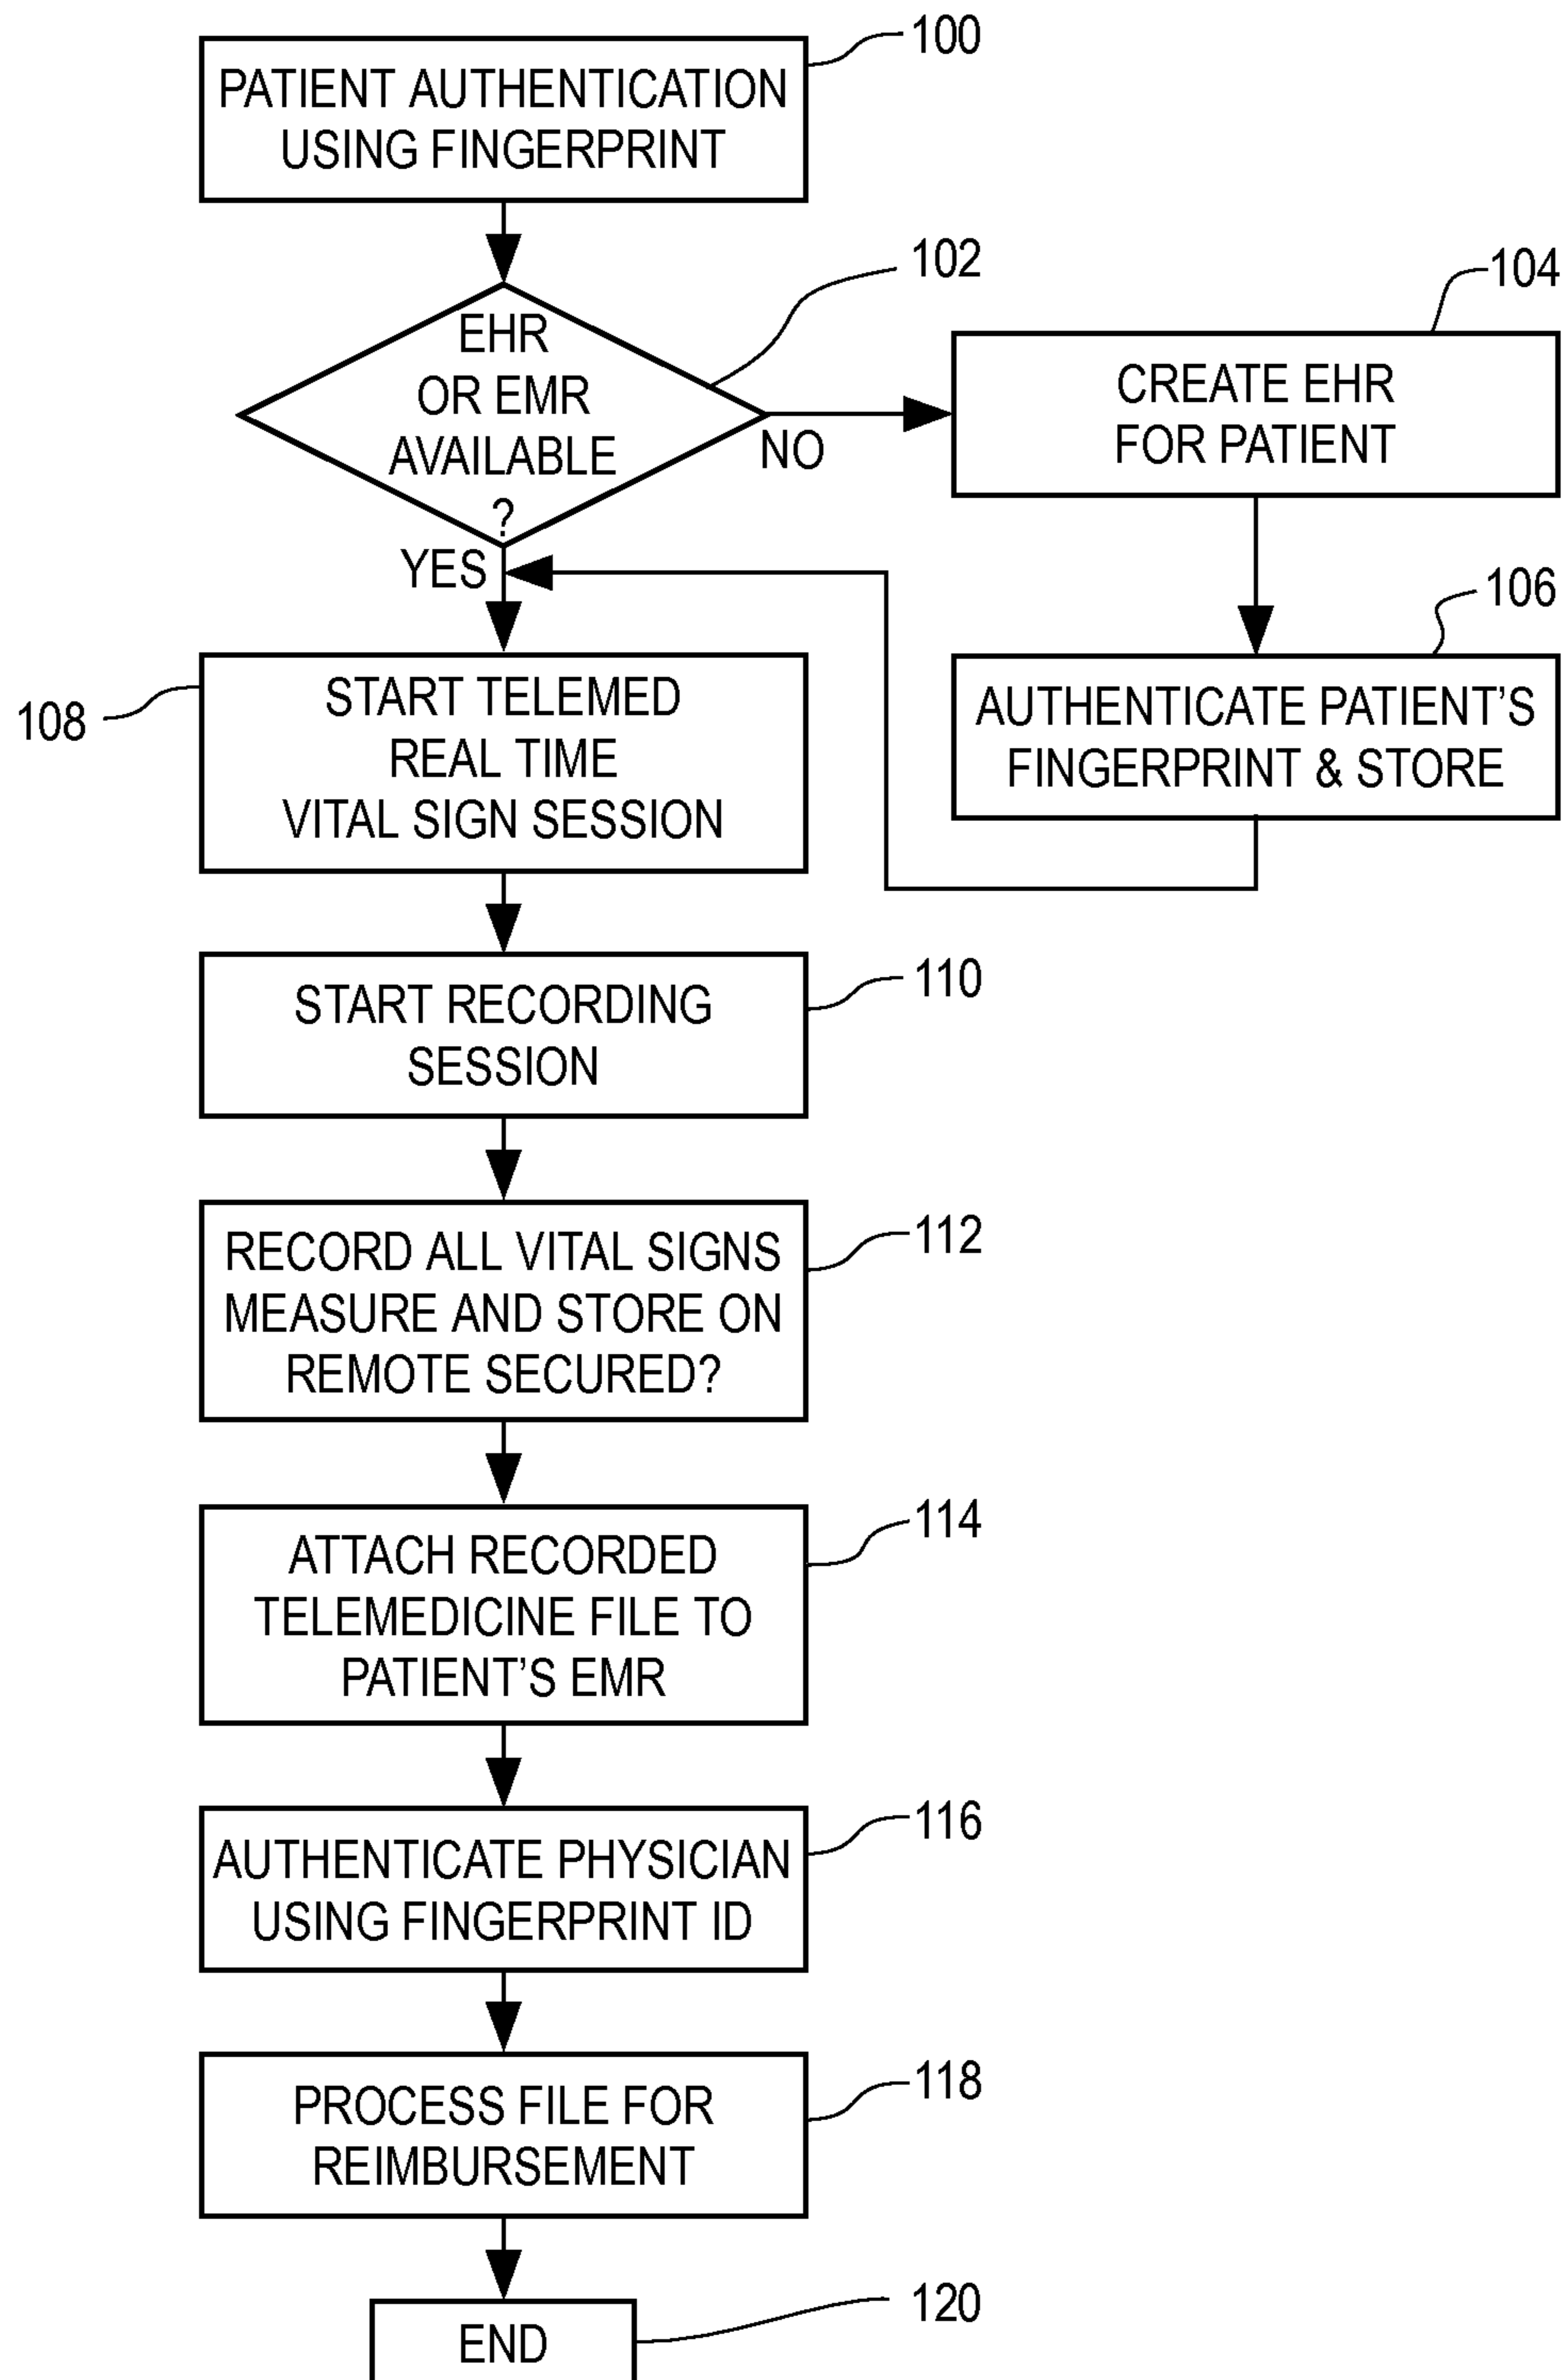 100
PATIENT AUTHENTICATION
USING FINGERPRINT
102
EHR
OR EMR
AVAILABLE
?
NO
YES
104
CREATE EHR
FOR PATIENT
106
AUTHENTICATE PATIENT’S
FINGERPRINT & STORE
108
START TELEMED
REAL TIME
VITAL SIGN SESSION
110
START RECORDING
SESSION
112
RECORD ALL VITAL SIGNS
MEASURE AND STORE ON
REMOTE SECURED?
114
ATTACH RECORDED
TELEMEDICINE FILE TO
PATIENT’S EMR
116
AUTHENTICATE PHYSICIAN
USING FINGERPRINT ID
118
PROCESS FILE FOR
REIMBURSEMENT
120
END